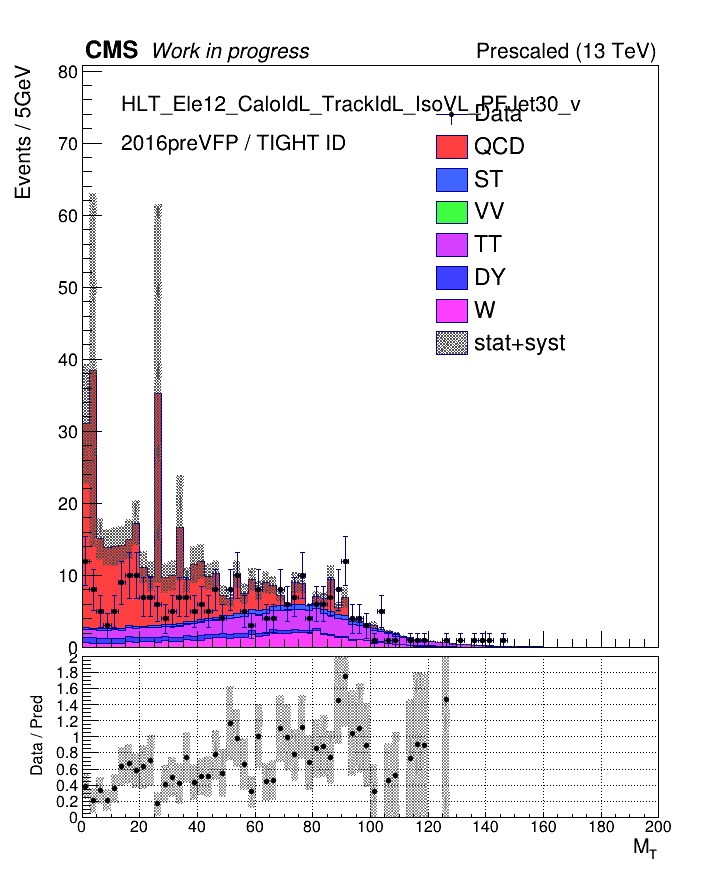 CMS Work in progress Prescaled (13 TeV)
Events / 5GeV
80
70
60
50
40
30
20
10
0
HLT_Ele12_CaloIdL_TrackIdL_IsoVL_PFJet30_v
2016preVFP / TIGHT ID
Data
QCD
ST
VV
TT
DY
W
stat+syst
Data / Pred
2
1.8
1.6
1.4
1.2
1
0.8
0.6
0.4
0.2
0
0 20 40 60 80 100 120 140 160 180 200
M_T